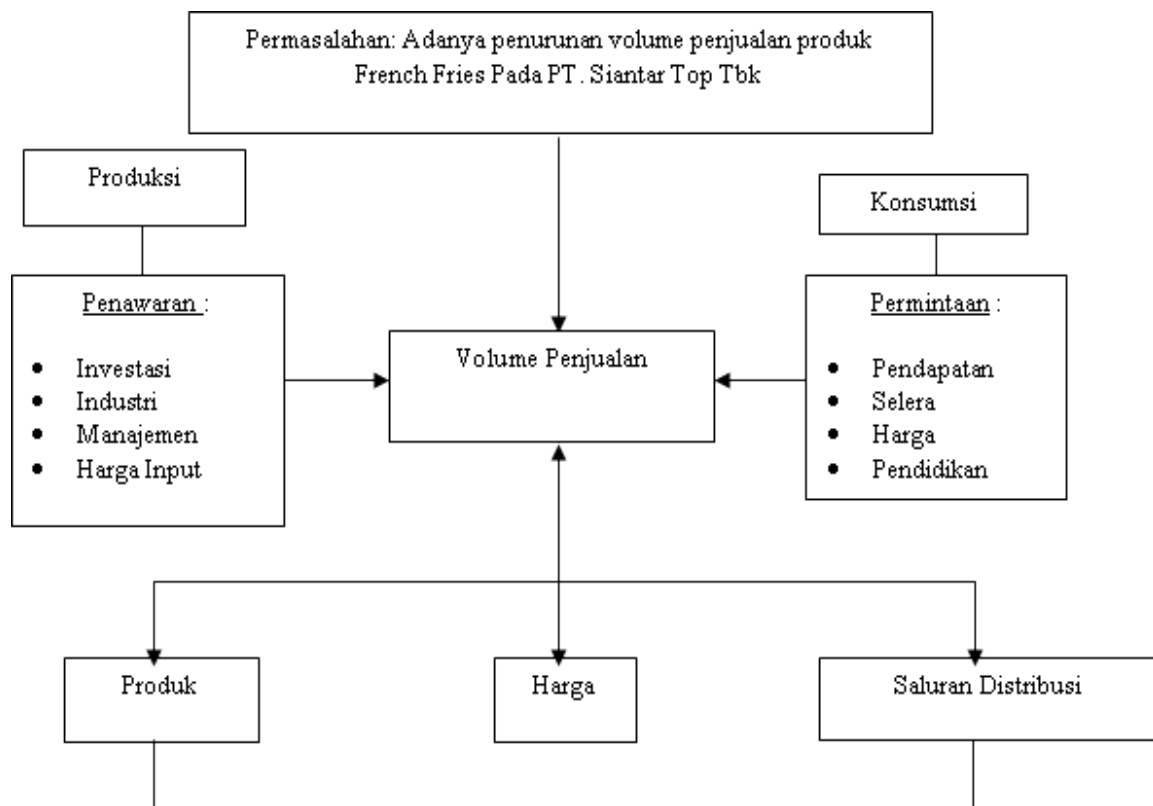 Permasalahan: Adanya penurunan volume penjualan produk
French Fries Pada PT. Siantar Top Tbk
Produksi
Konsumsi
Penawaran :
• Investasi
• Industri
• Manajemen
• Harga Input
Volume Penjualan
Permintaan :
• Pendapatan
• Selera
• Harga
• Pendidikan
Produk
Harga
Saluran Distribusi